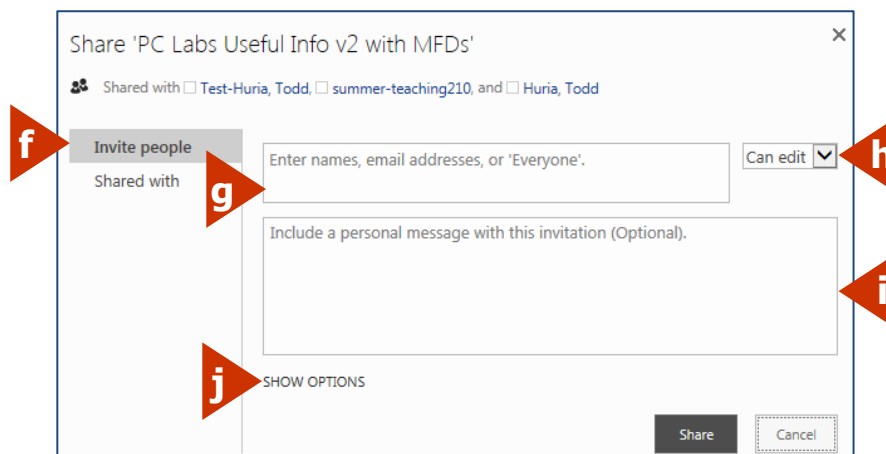 Share 'PC Labs Useful Info v2 with MFDs'
Shared with Test-Huria, Todd, summer-teaching210, and Huria, Todd
f
Invite people
Shared with
g
Enter names, email addresses, or 'Everyone'.
Can edit
h
Include a personal message with this invitation (Optional).
i
j
SHOW OPTIONS
Share
Cancel